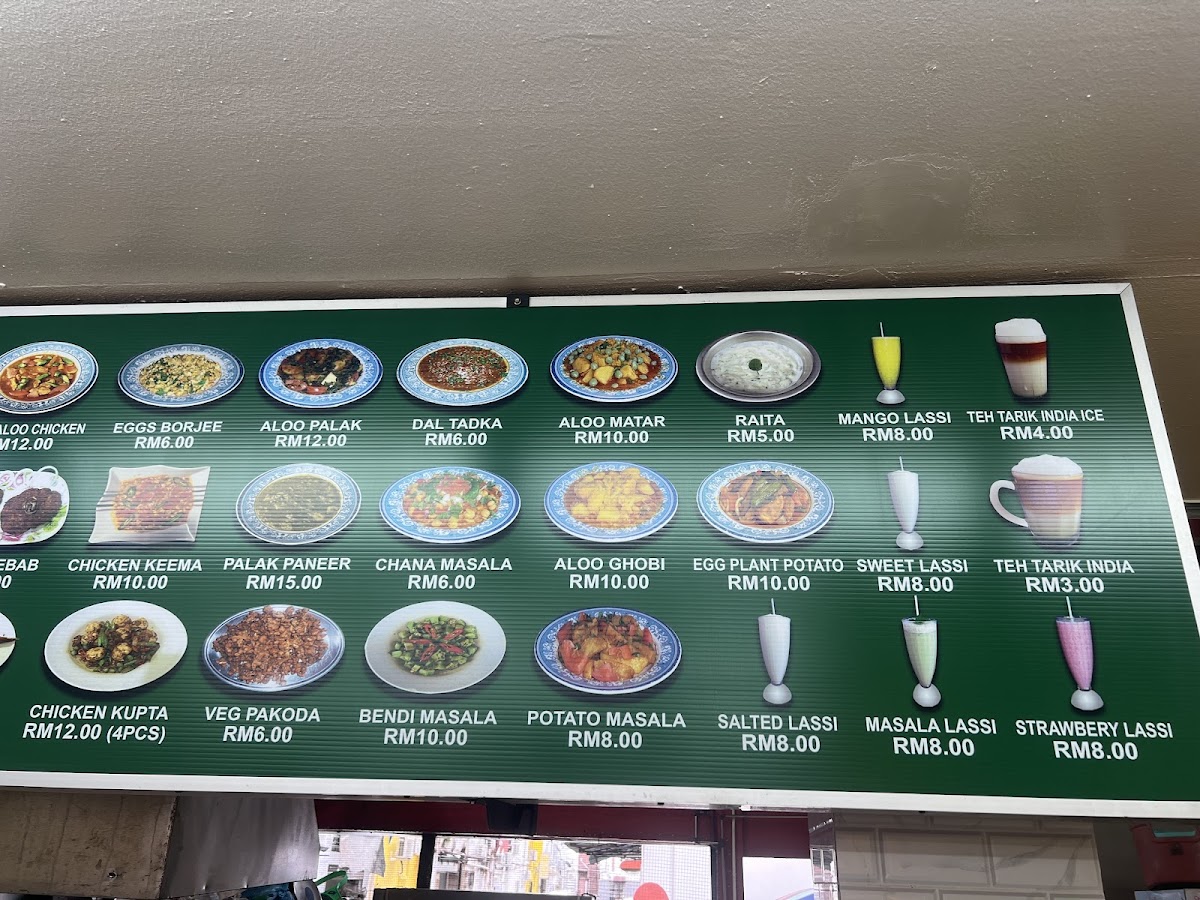 ALOO CHICKEN
RM12.00
EGGS BORJEE
RM6.00
ALOO PALAK
RM12.00
DAL TADKA
RM6.00
ALOO MATAR
RM10.00
RAITA
RM5.00
MANGO LASSI
RM8.00
TEH TARIK INDIA ICE
RM4.00
CHICKEN KEEMA
RM10.00
PALAK PANEER
RM15.00
CHANA MASALA
RM6.00
ALOO GHOBI
RM10.00
EGG PLANT POTATO
RM10.00
SWEET LASSI
RM8.00
TEH TARIK INDIA
RM3.00
CHICKEN KUPTA
RM12.00 (4PCS)
VEG PAKODA
RM6.00
BENDI MASALA
RM10.00
POTATO MASALA
RM8.00
SALTED LASSI
RM8.00
MASALA LASSI
RM8.00
STRAWBERY LASSI
RM8.00